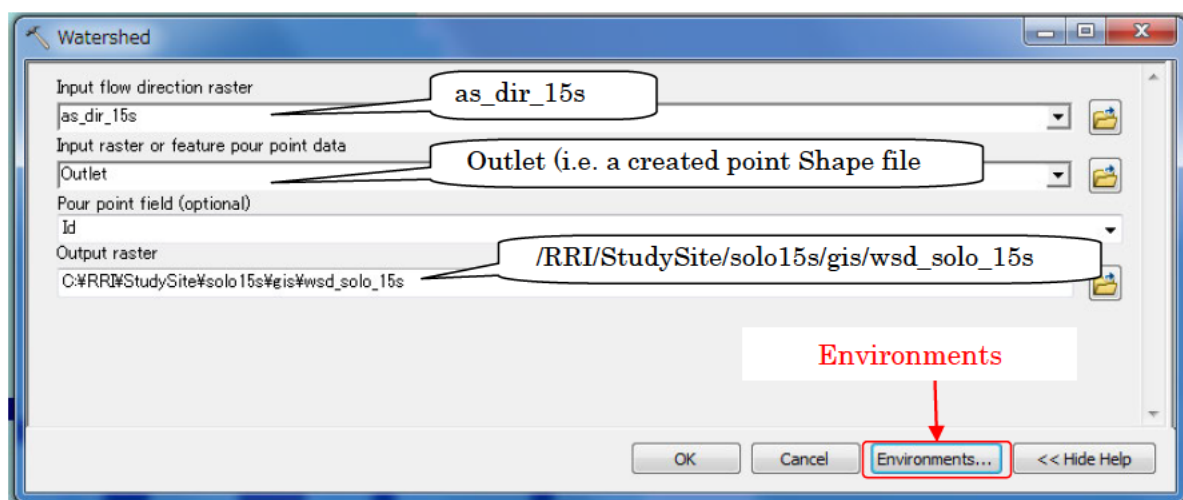 Watershed
Input flow direction raster
as_dir_15s
as_dir_15s
Input raster or feature pour point data
Outlet (i.e. a created point Shape file
Outlet
Pour point field (optional)
Id
Output raster
/RRI/StudySite/solo15s/gis/wsd_solo_15s
C:¥RRI¥StudySite¥solo15s¥gis¥wsd_solo_15s
Environments
OK Cancel Environments... << Hide Help